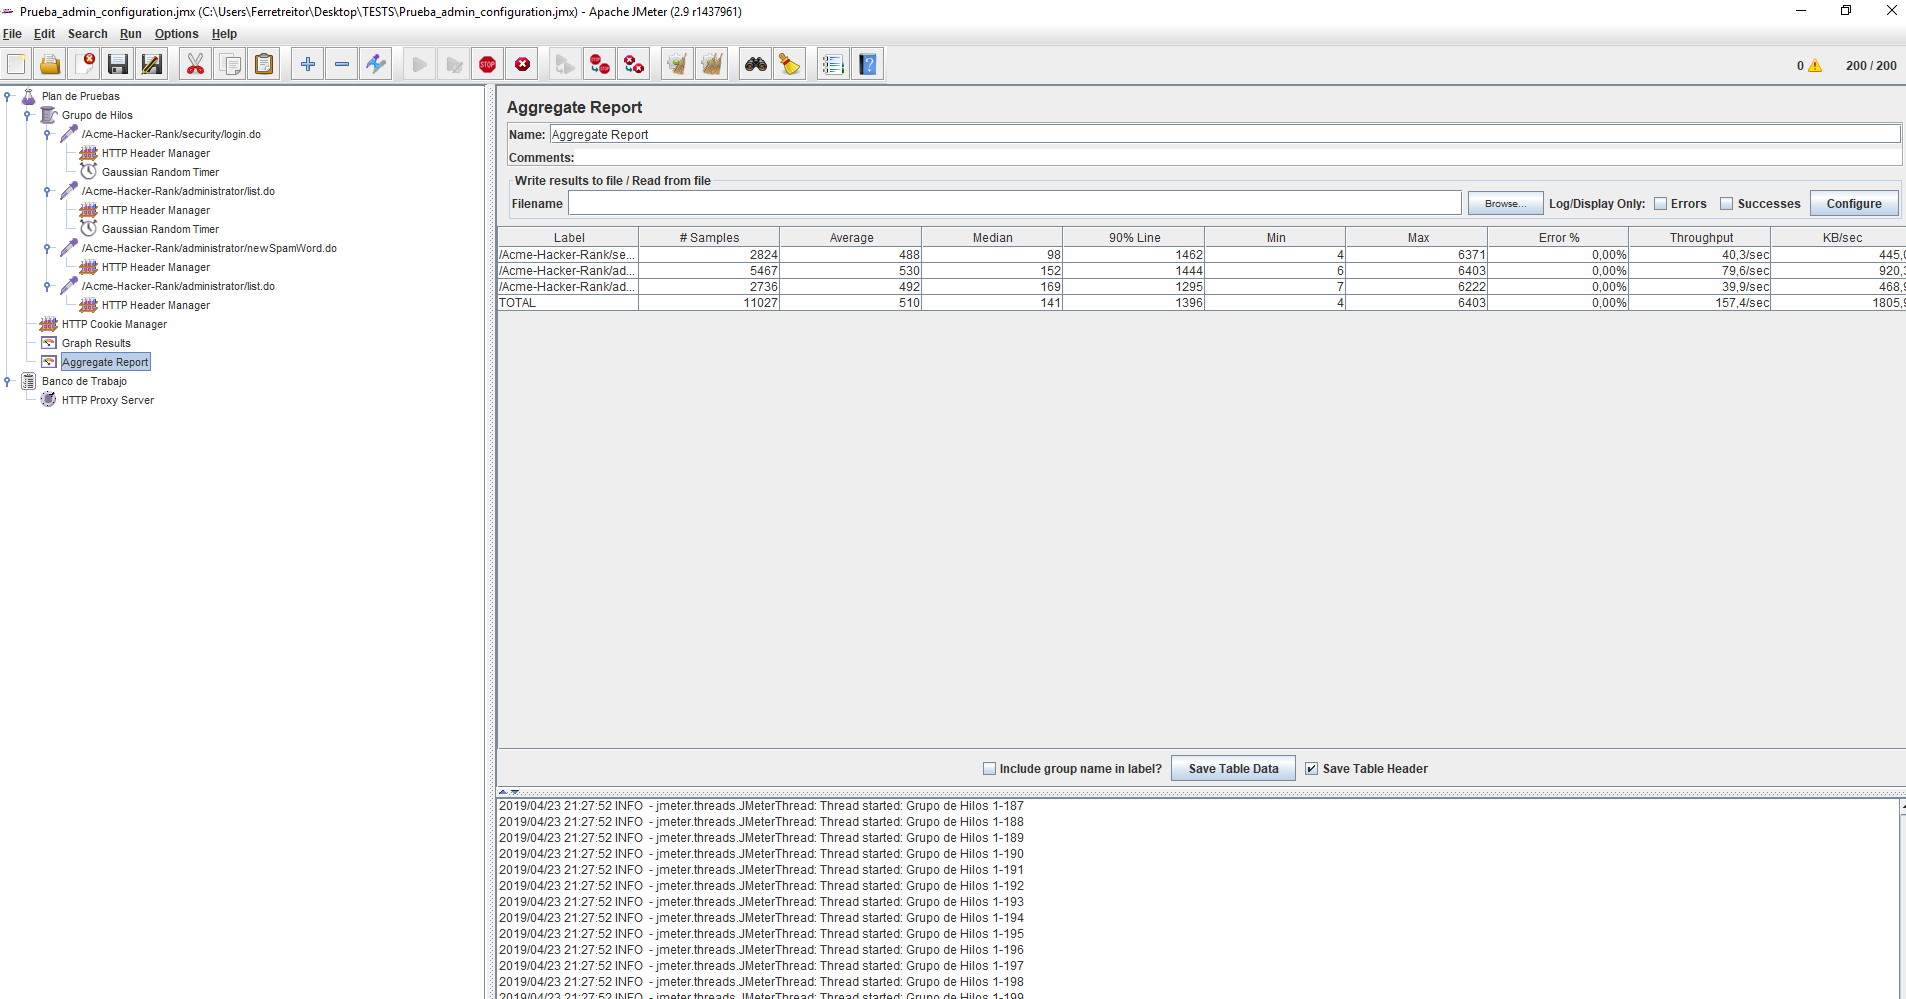 Prueba_admin_configuration.jmx (C:\Users\Ferretreitor\Desktop\TESTS\Prueba_admin_configuration.jmx) - Apache JMeter (2.9 r1437961)
File Edit Search Run Options Help
STOP
0 200 / 200
Plan de Pruebas
Grupo de Hilos
/Acme-Hacker-Rank/security/login.do
HTTP Header Manager
Gaussian Random Timer
/Acme-Hacker-Rank/administrator/list.do
HTTP Header Manager
Gaussian Random Timer
/Acme-Hacker-Rank/administrator/newSpamWord.do
HTTP Header Manager
/Acme-Hacker-Rank/administrator/list.do
HTTP Header Manager
HTTP Cookie Manager
Graph Results
Aggregate Report
Banco de Trabajo
HTTP Proxy Server
Aggregate Report
Name: Aggregate Report
Comments:
Write results to file / Read from file
Filename Browse... Log/Display Only: Errors Successes Configure
Label # Samples Average Median 90% Line Min Max Error % Throughput KB/sec
/Acme-Hacker-Rank/se... 2824 488 98 1462 4 6371 0,00% 40,3/sec 445,
/Acme-Hacker-Rank/ad... 5467 530 152 1444 6 6403 0,00% 79,6/sec 920,
/Acme-Hacker-Rank/ad... 2736 492 169 1295 7 6222 0,00% 39,9/sec 468,
TOTAL 11027 510 141 1396 4 6403 0,00% 157,4/sec 1805,
Include group name in label? Save Table Data Save Table Header
2019/04/23 21:27:52 INFO - jmeter.threads.JMeterThread: Thread started: Grupo de Hilos 1-187
2019/04/23 21:27:52 INFO - jmeter.threads.JMeterThread: Thread started: Grupo de Hilos 1-188
2019/04/23 21:27:52 INFO - jmeter.threads.JMeterThread: Thread started: Grupo de Hilos 1-189
2019/04/23 21:27:52 INFO - jmeter.threads.JMeterThread: Thread started: Grupo de Hilos 1-190
2019/04/23 21:27:52 INFO - jmeter.threads.JMeterThread: Thread started: Grupo de Hilos 1-191
2019/04/23 21:27:52 INFO - jmeter.threads.JMeterThread: Thread started: Grupo de Hilos 1-192
2019/04/23 21:27:52 INFO - jmeter.threads.JMeterThread: Thread started: Grupo de Hilos 1-193
2019/04/23 21:27:52 INFO - jmeter.threads.JMeterThread: Thread started: Grupo de Hilos 1-194
2019/04/23 21:27:52 INFO - jmeter.threads.JMeterThread: Thread started: Grupo de Hilos 1-195
2019/04/23 21:27:52 INFO - jmeter.threads.JMeterThread: Thread started: Grupo de Hilos 1-196
2019/04/23 21:27:52 INFO - jmeter.threads.JMeterThread: Thread started: Grupo de Hilos 1-197
2019/04/23 21:27:52 INFO - jmeter.threads.JMeterThread: Thread started: Grupo de Hilos 1-198
2019/04/23 21:27:52 INFO - jmeter.threads.JMeterThread: Thread started: Grupo de Hilos 1-199